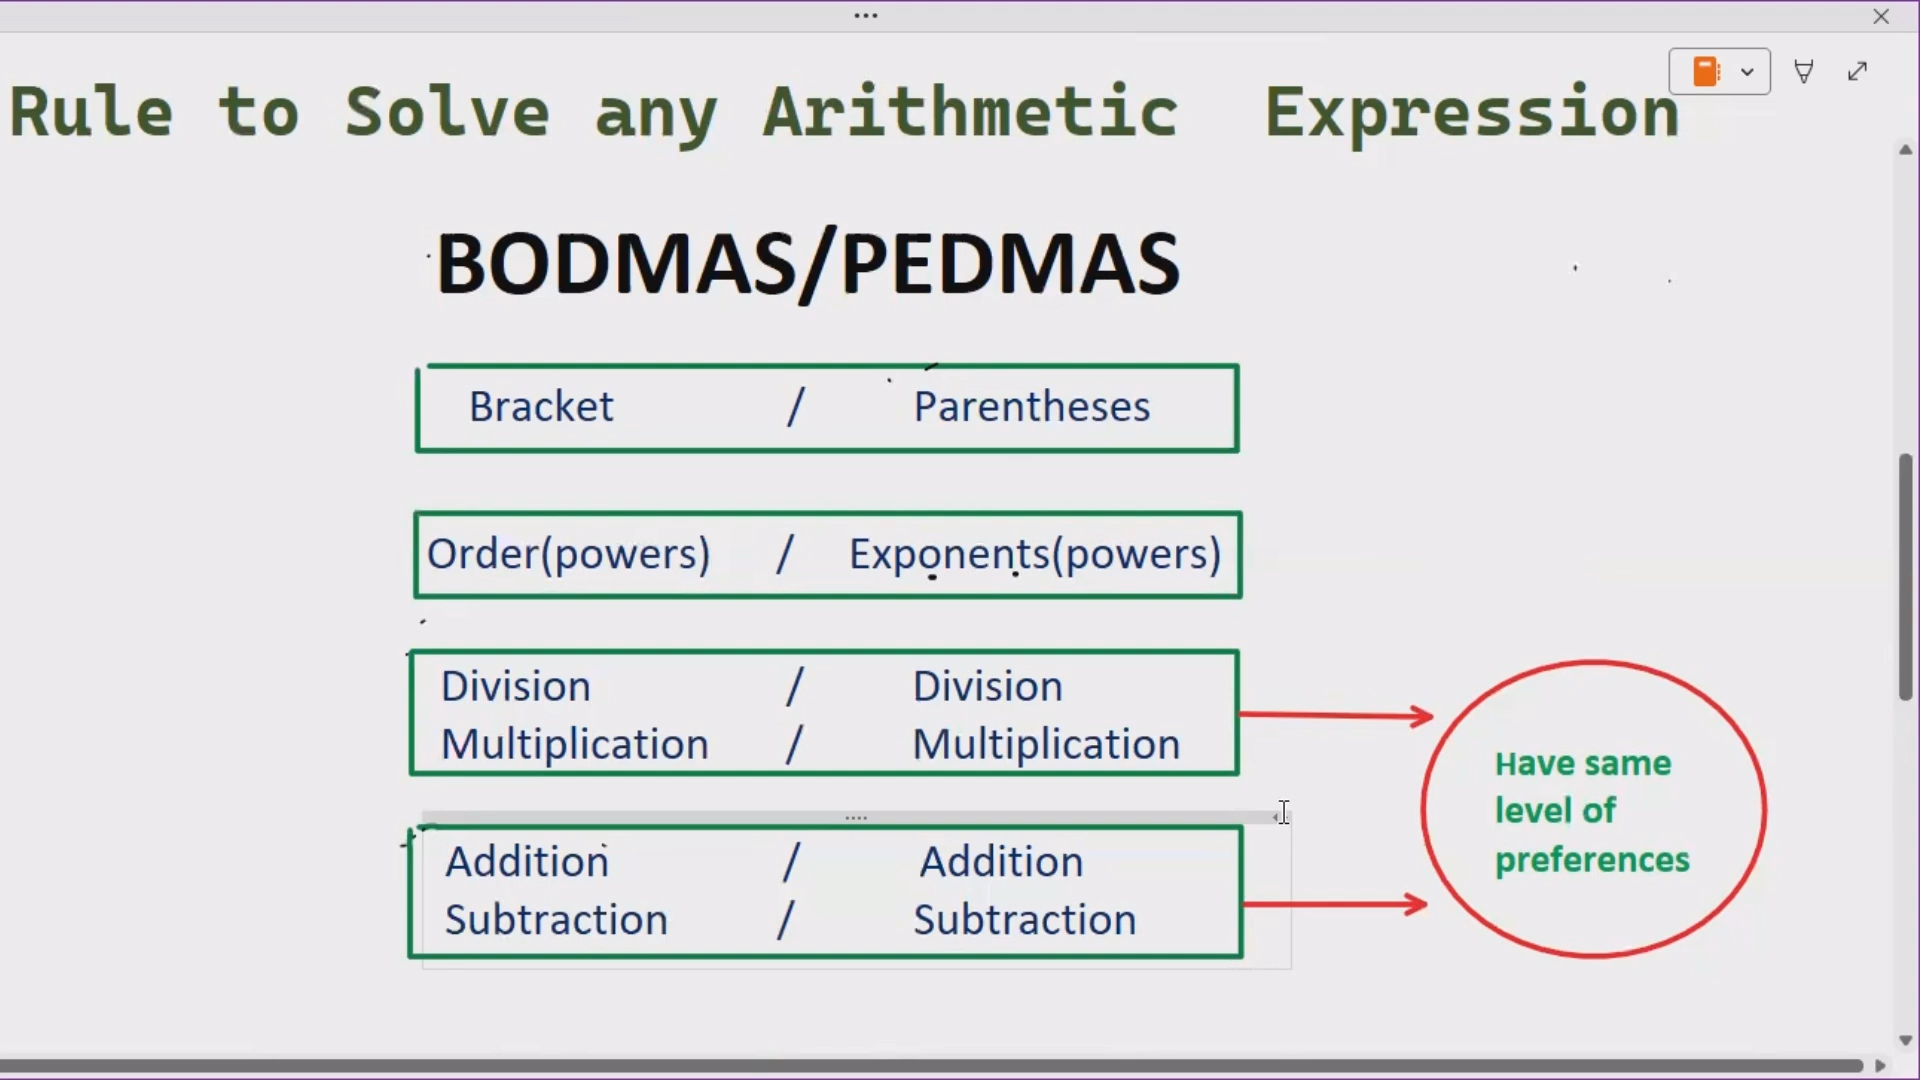 Rule to Solve any Arithmetic Expression
BODMAS/PEDMAS
Bracket / Parentheses
Order(powers) / Exponents(powers)
Division / Division
Multiplication / Multiplication
Addition / Addition
Subtraction / Subtraction
Have same
level of
preferences